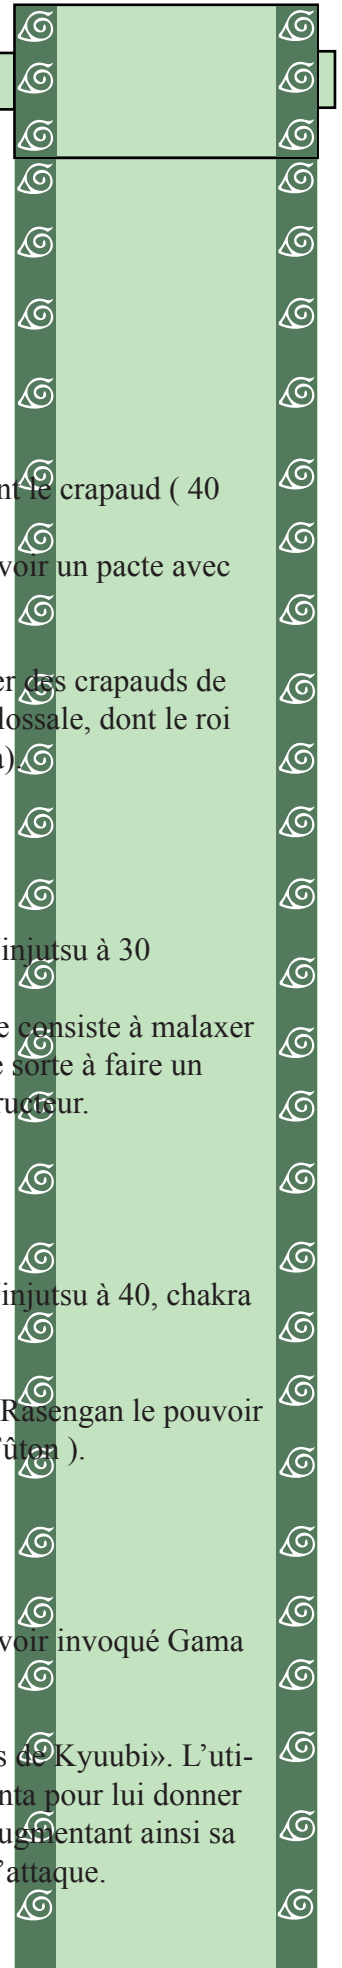 nt le crapaud ( 40
voir un pacte avec
er des crapauds de
lossale, dont le roi
a).
injutsu à 30
e consiste à malaxer
e sorte à faire un
ructeur.
injutsu à 40, chakra
Rasengan le pouvoir
ûton ).
voir invoqué Gama
s de Kyuubi». L’uti-
nta pour lui donner
ugmentant ainsi sa
’attaque.